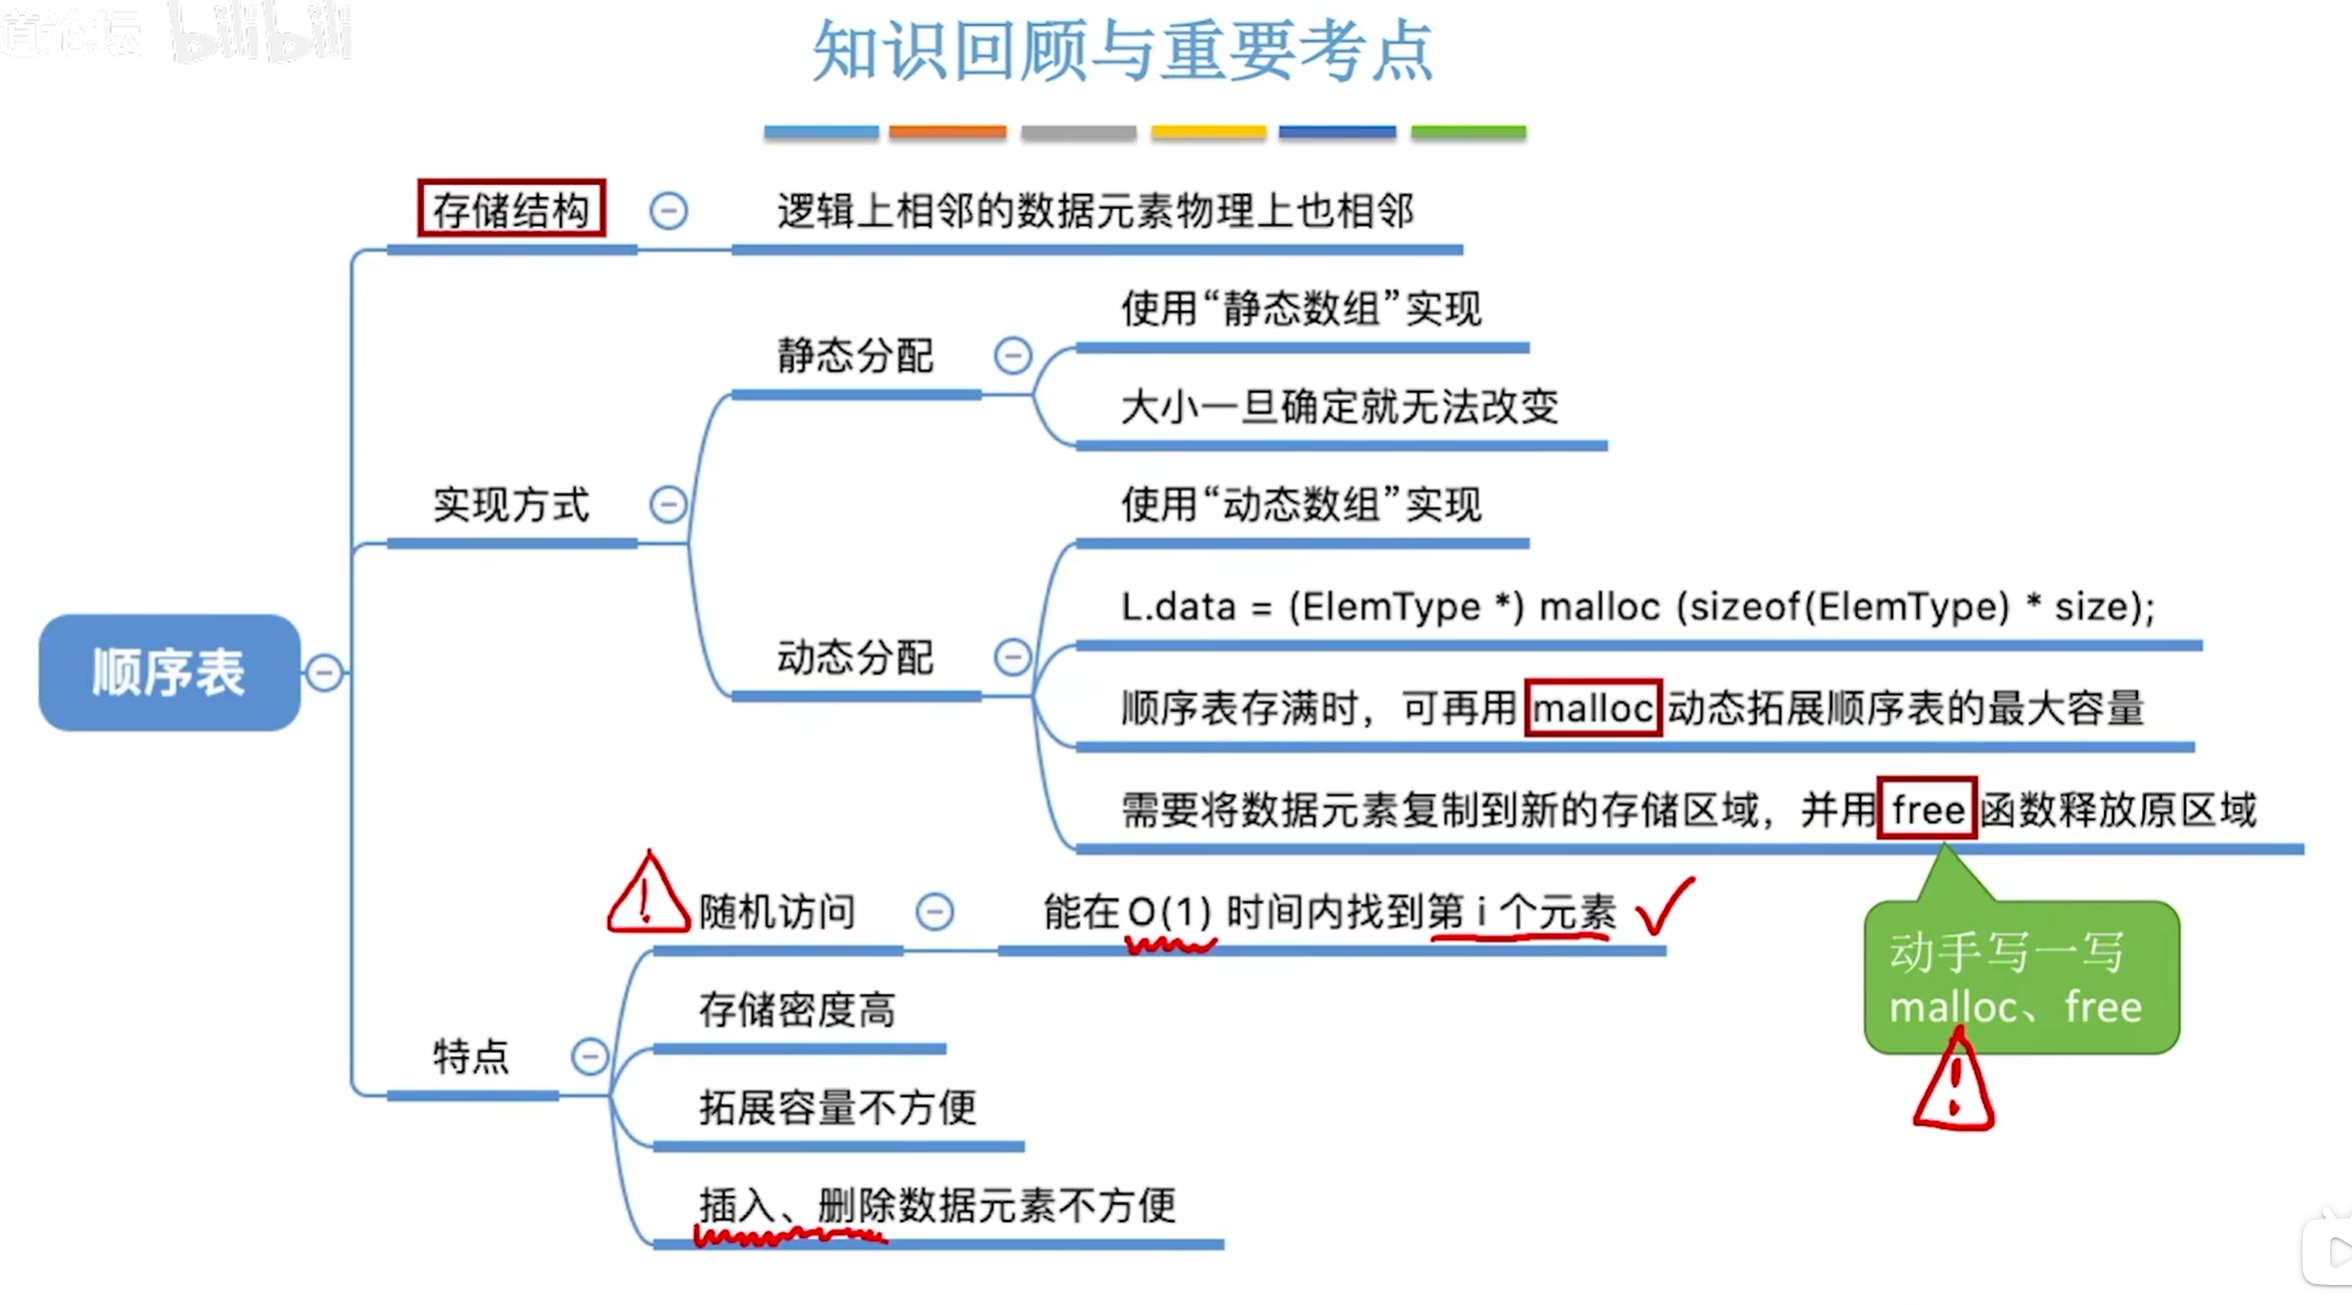 道论坛 bilibili
知识回顾与重要考点
存储结构
逻辑上相邻的数据元素物理上也相邻
使用“静态数组”实现
静态分配
大小一旦确定就无法改变
实现方式
使用“动态数组”实现
L.data = (ElemType *) malloc (sizeof(ElemType) * size);
动态分配
顺序表
顺序表存满时，可再用 malloc 动态拓展顺序表的最大容量
需要将数据元素复制到新的存储区域，并用 free 函数释放原区域
随机访问
能在 O(1) 时间内找到第 i 个元素
动手写一写
malloc、free
存储密度高
特点
拓展容量不方便
插入、删除数据元素不方便